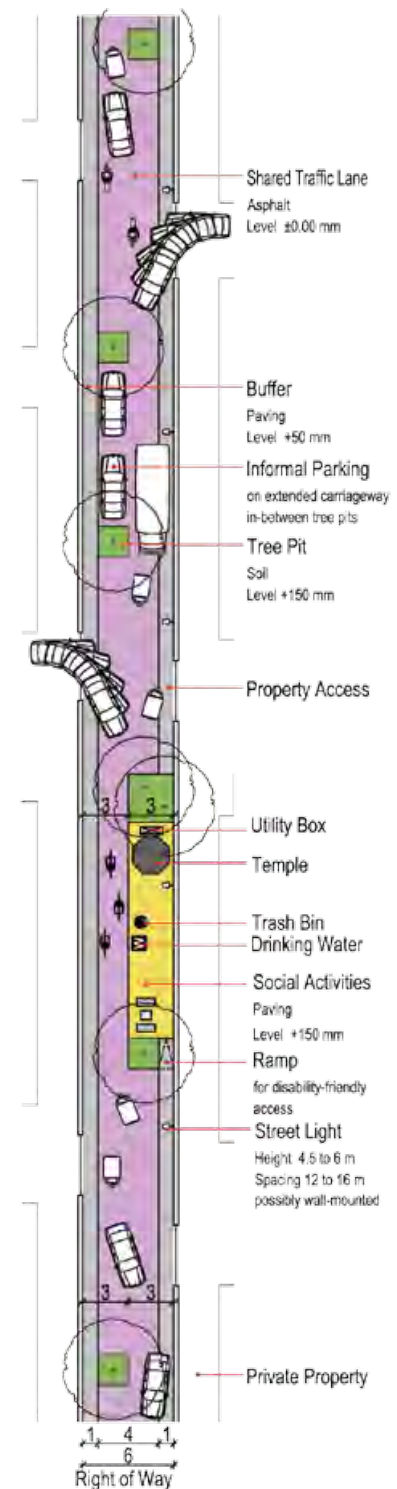 Shared Traffic Lane
Asphalt
Level ±0.00 mm
Buffer
Paving
Level +50 mm
Informal Parking
on extended carriageway
in-between tree pits
Tree Pit
Soil
Level +150 mm
Property Access
3 3
Utility Box
Temple
Trash Bin
Drinking Water
Social Activities
Paving
Level +150 mm
Ramp
for disability-friendly
access
Street Light
Height 4.5 to 6 m
Spacing 12 to 16 m
possibly wall-mounted
3 3
Private Property
1 4 1
6
Right of Way